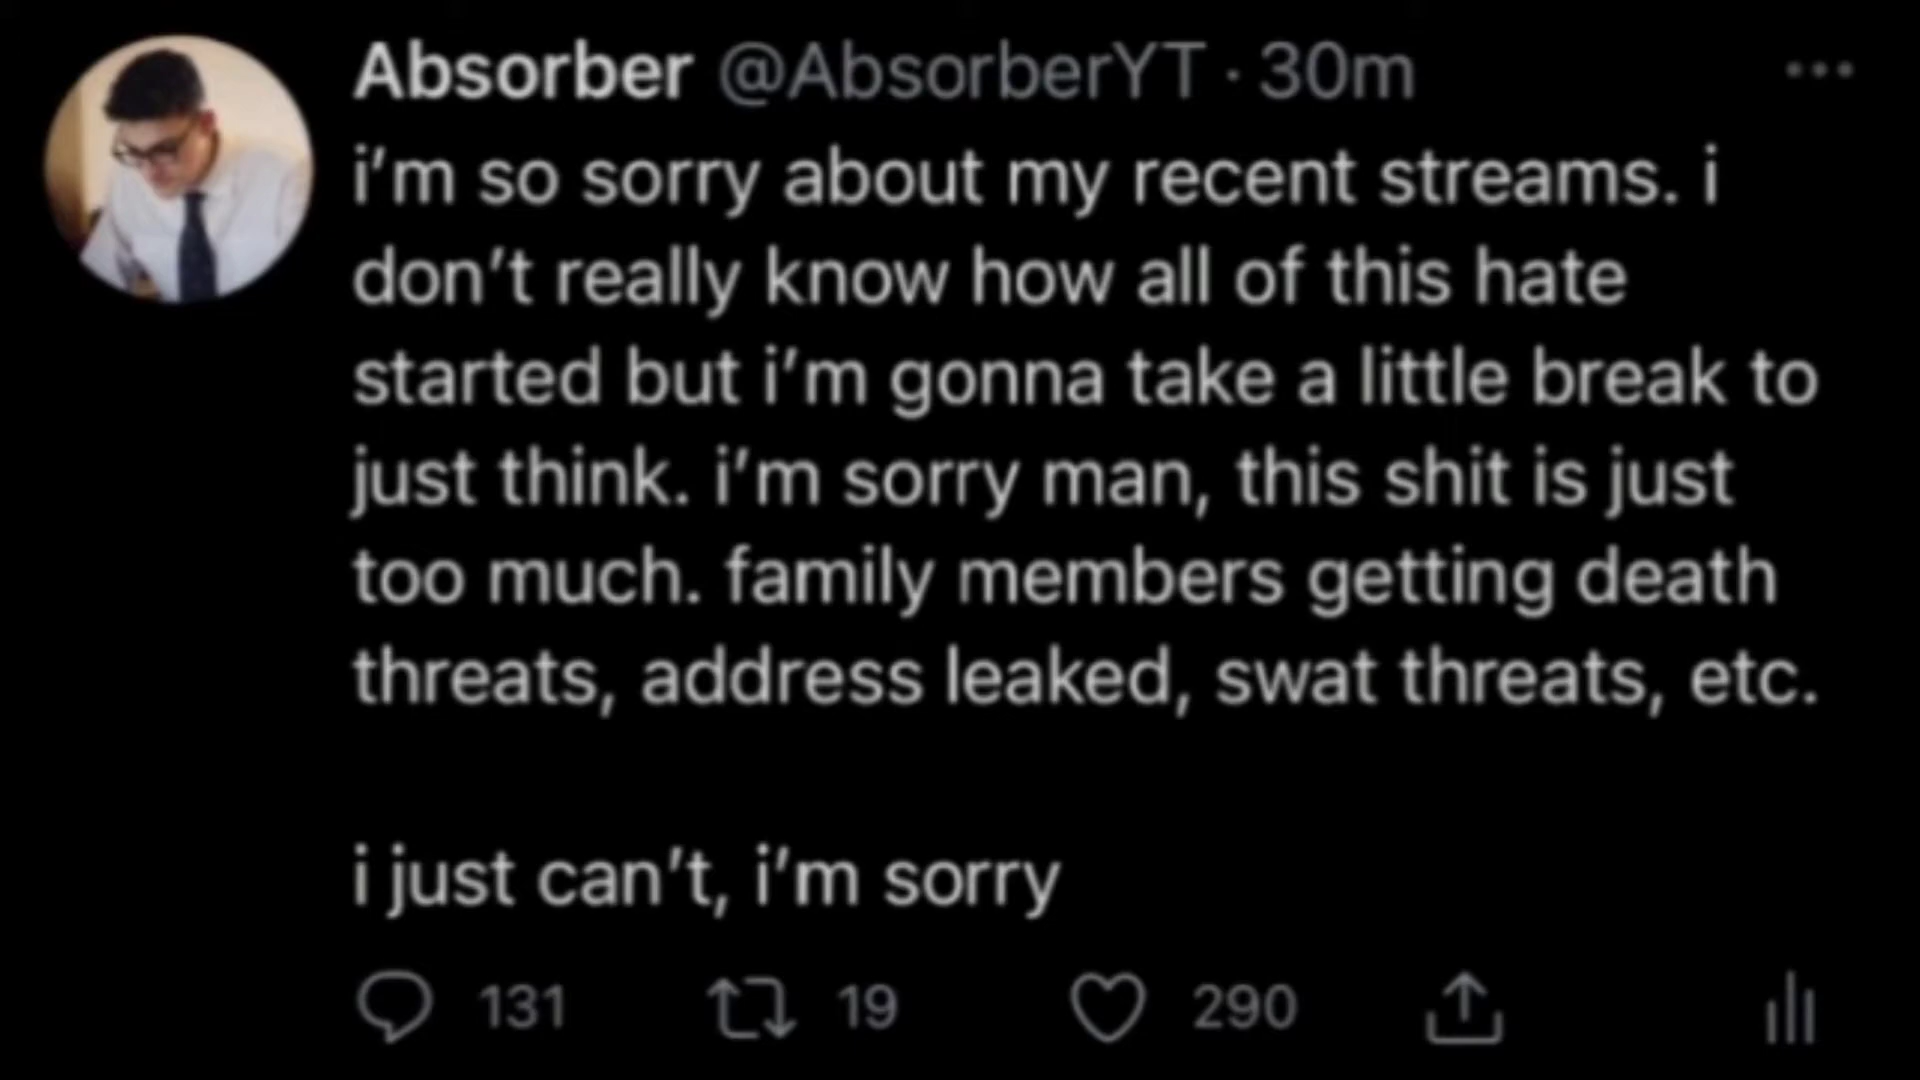 Absorber @AbsorberYT · 30m
i’m so sorry about my recent streams. i
don’t really know how all of this hate
started but i’m gonna take a little break to
just think. i’m sorry man, this shit is just
too much. family members getting death
threats, address leaked, swat threats, etc.
i just can’t, i’m sorry
131 19 290